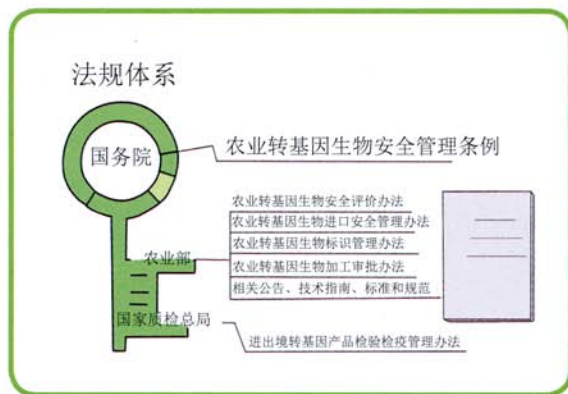 法规体系
国务院
农业转基因生物安全管理条例
农业转基因生物安全评价办法
农业转基因生物进口安全管理办法
农业部
农业转基因生物标识管理办法
农业转基因生物加工审批办法
相关公告、技术指南、标准和规范
国家质检总局
进出境转基因产品检验检疫管理办法